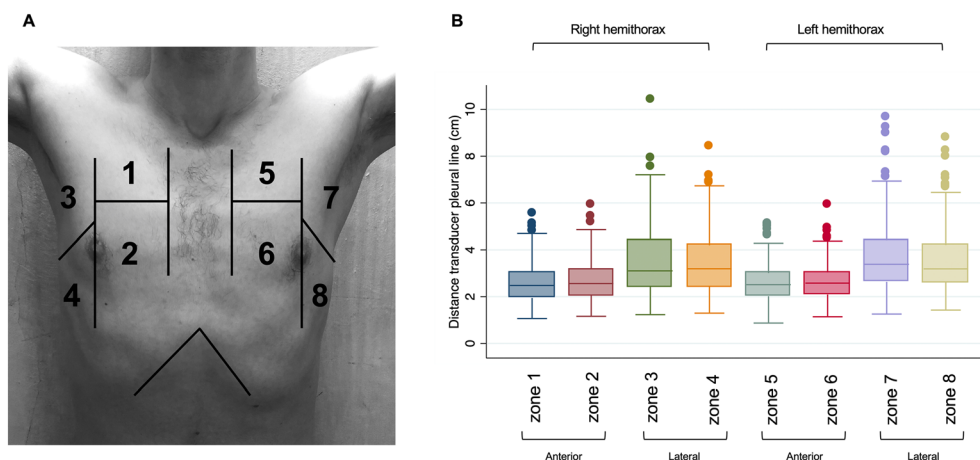 A
1
5
3
7
2
6
4
8
B
Right hemithorax
Left hemithorax
Distance transducer pleural line (cm)
10
8
6
4
2
0
zone 1
zone 2
zone 3
zone 4
zone 5
zone 6
zone 7
zone 8
Anterior
Lateral
Anterior
Lateral